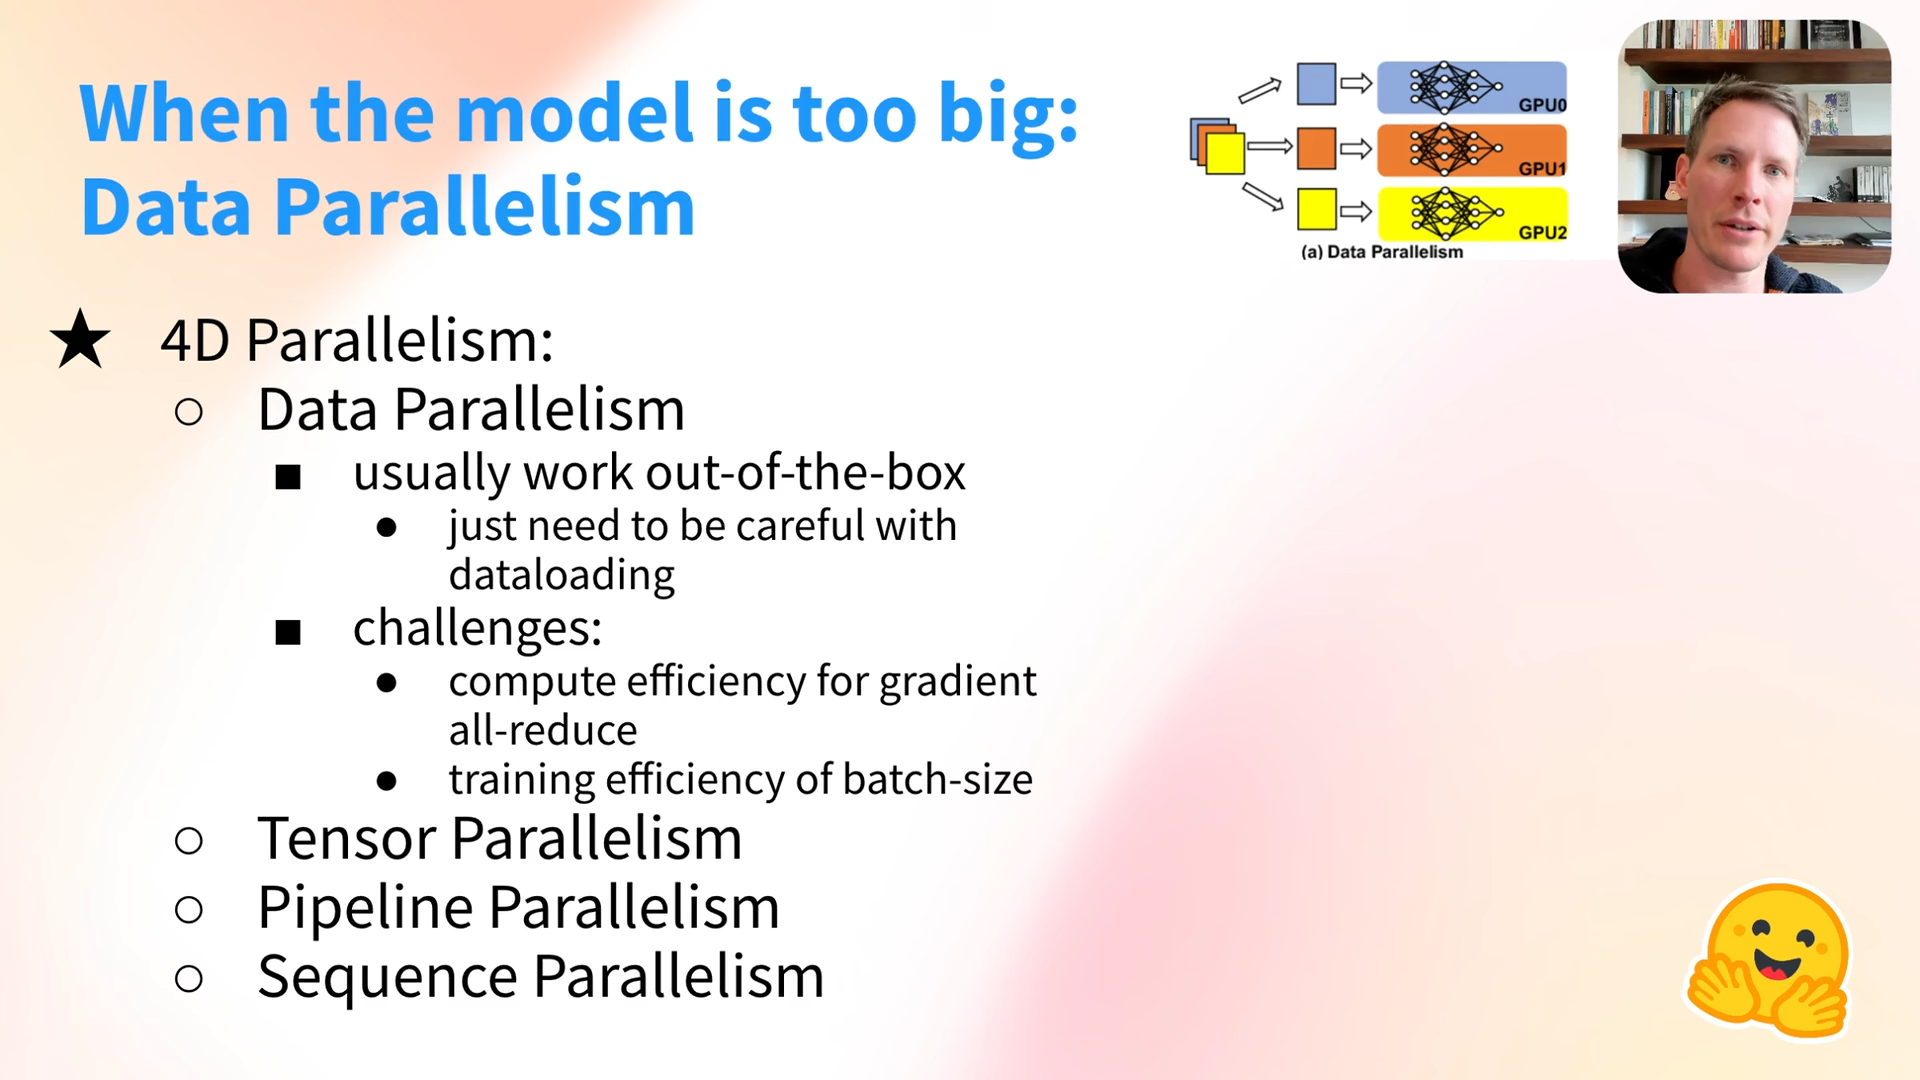 When the model is too big:
Data Parallelism
GPU0
GPU1
GPU2
(a) Data Parallelism
★ 4D Parallelism:
○ Data Parallelism
■ usually work out-of-the-box
● just need to be careful with
dataloading
■ challenges:
● compute efficiency for gradient
all-reduce
● training efficiency of batch-size
○ Tensor Parallelism
○ Pipeline Parallelism
○ Sequence Parallelism